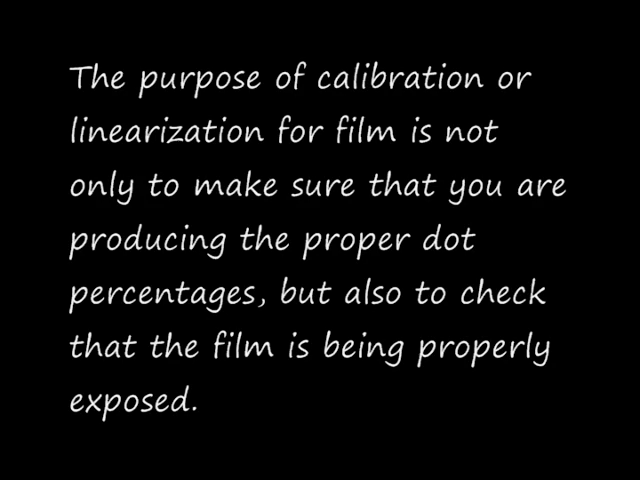 The purpose of calibration or
linearization for film is not
only to make sure that you are
producing the proper dot
percentages, but also to check
that the film is being properly
exposed.